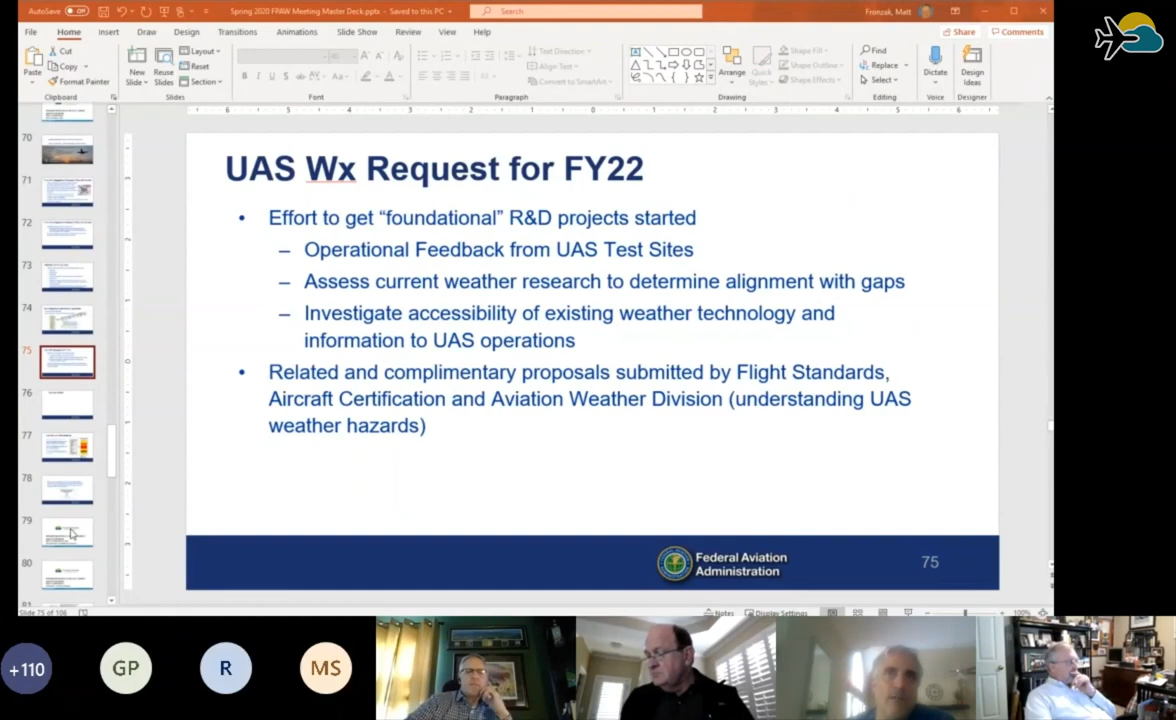 AutoSave Off
Spring 2020 FPAW Meeting Master Deck.pptx - Saved to this PC
Search
Fronzak, Matt
File Home Insert Draw Design Transitions Animations Slide Show Review View Help
Share Comments
Paste
Cut
Copy
Format Painter
Clipboard
New Slide
Reuse Slides
Layout
Reset
Section
Slides
Font
Text Direction
Align Text
Convert to SmartArt
Paragraph
Arrange
Quick Styles
Shape Fill
Shape Outline
Shape Effects
Drawing
Find
Replace
Select
Editing
Dictate
Voice
Design Ideas
Designer
70
71
72
73
74
75
76
77
78
79
80
81
UAS Wx Request for FY22
• Effort to get “foundational” R&D projects started
– Operational Feedback from UAS Test Sites
– Assess current weather research to determine alignment with gaps
– Investigate accessibility of existing weather technology and
information to UAS operations
• Related and complimentary proposals submitted by Flight Standards,
Aircraft Certification and Aviation Weather Division (understanding UAS
weather hazards)
Federal Aviation
Administration
75
Slide 75 of 106
Notes
Display Settings
100%
+110
GP
R
MS